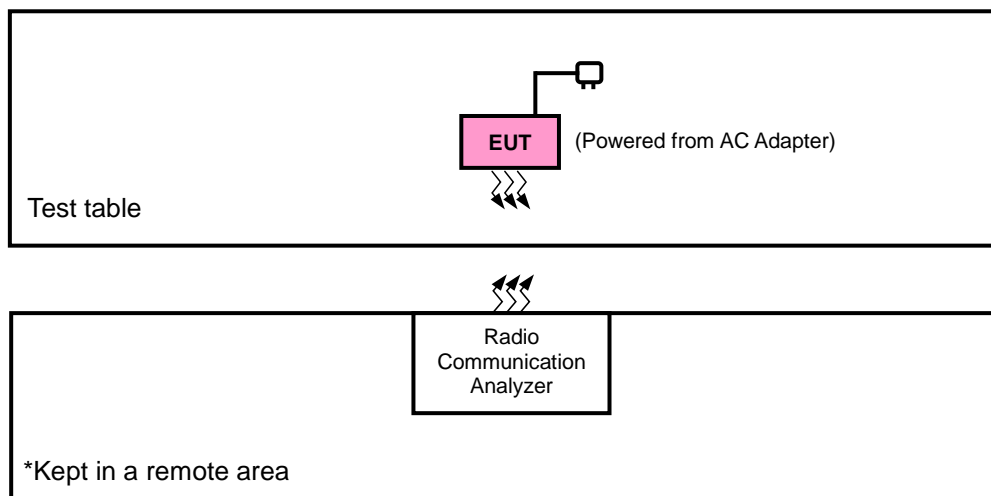 EUT
(Powered from AC Adapter)
Test table
Radio
Communication
Analyzer
*Kept in a remote area